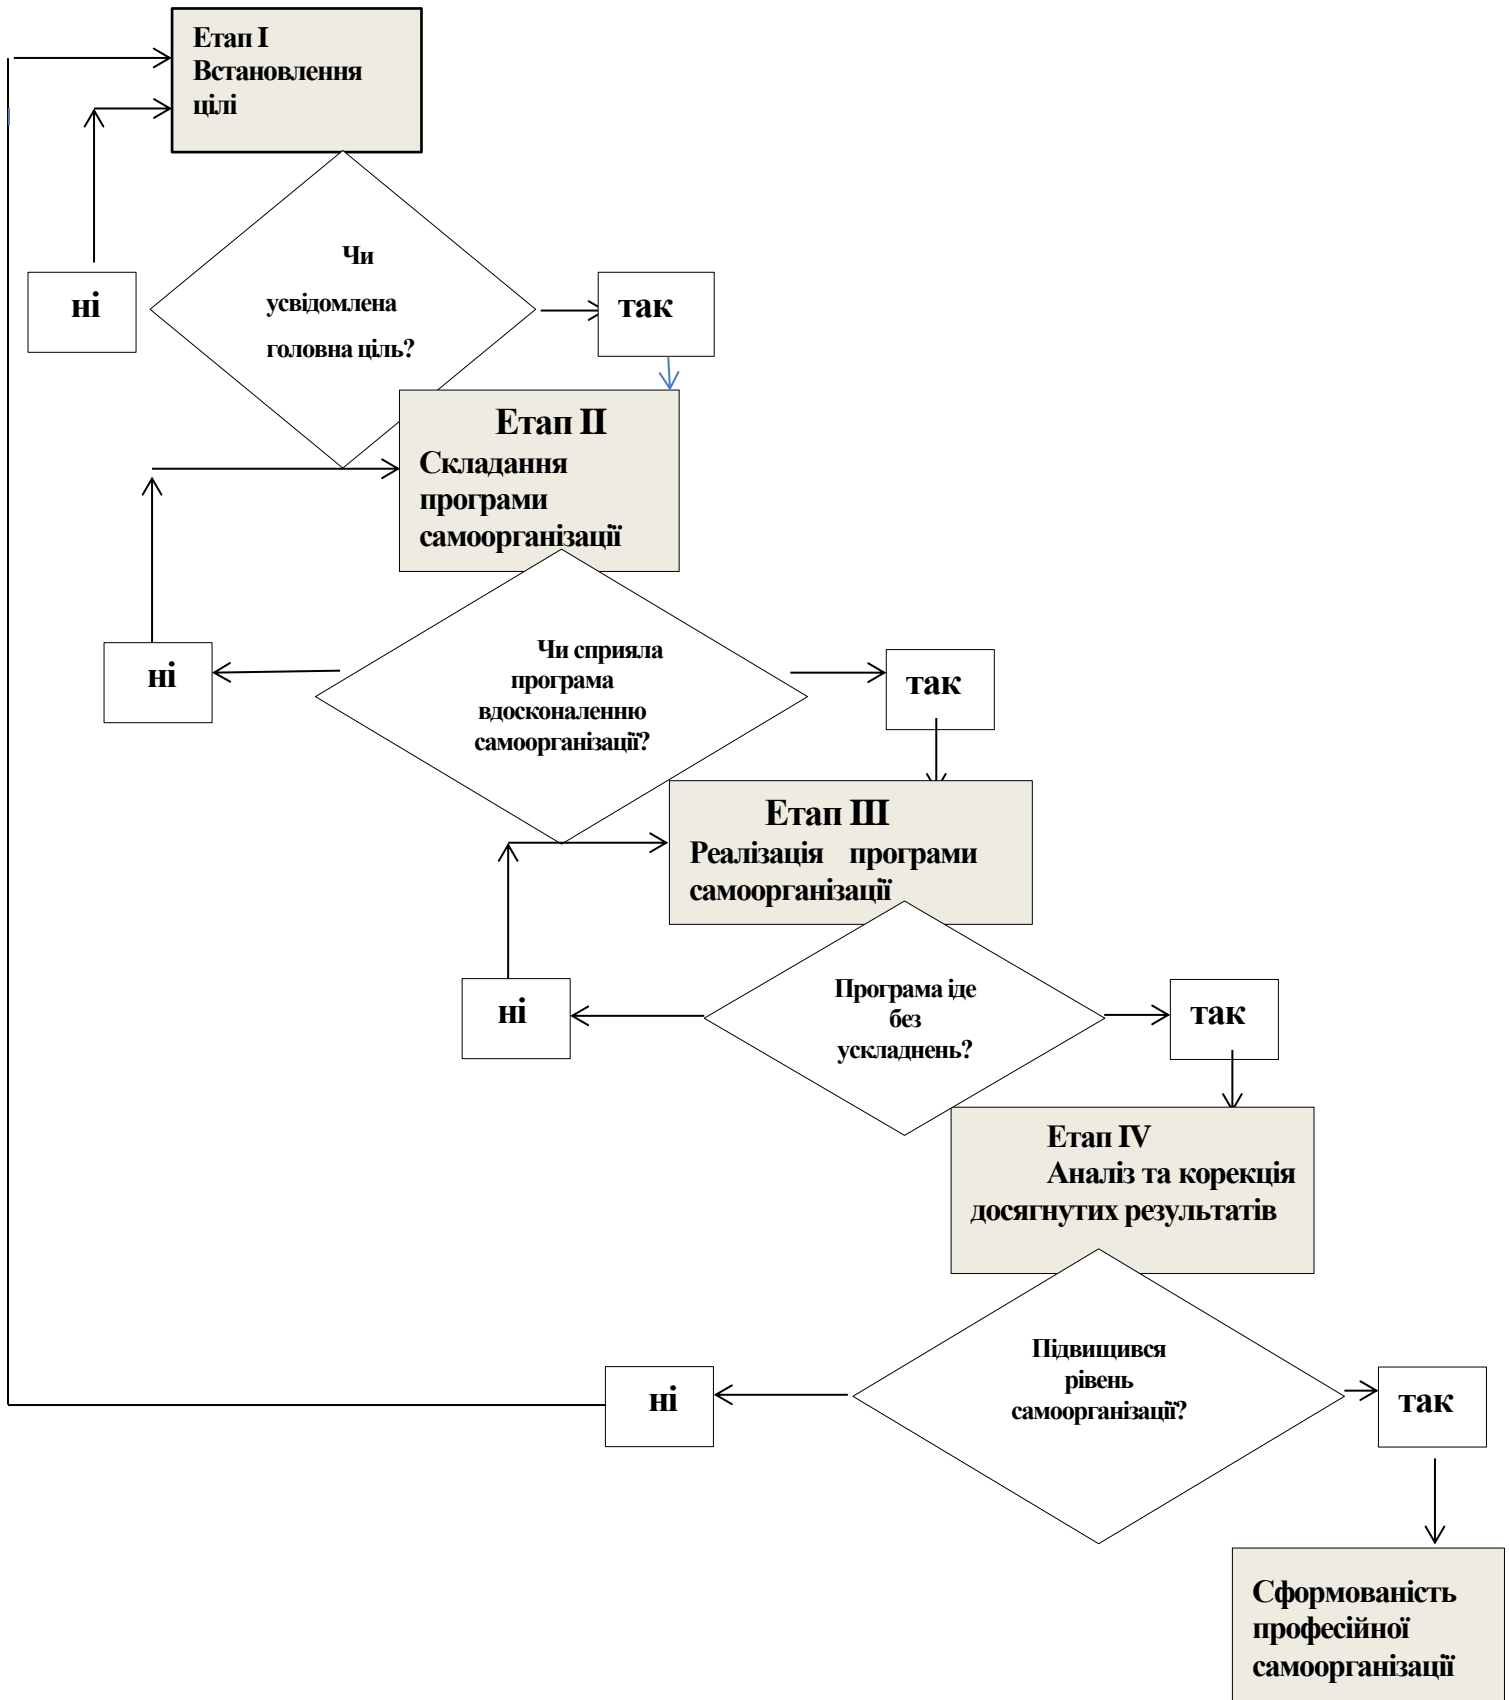 Етап I
Встановлення
цілі
Чи
усвідомлена
головна ціль?
ні
так
Етап II
Складання
програми
самоорганізації
Чи сприяла
програма
вдосконаленню
самоорганізації?
ні
так
Етап III
Реалізація програми
самоорганізації
Програма іде
без
ускладнень?
ні
так
Етап IV
Аналіз та корекція
досягнутих результатів
Підвищився
рівень
самоорганізації?
ні
так
Сформованість
професійної
самоорганізації